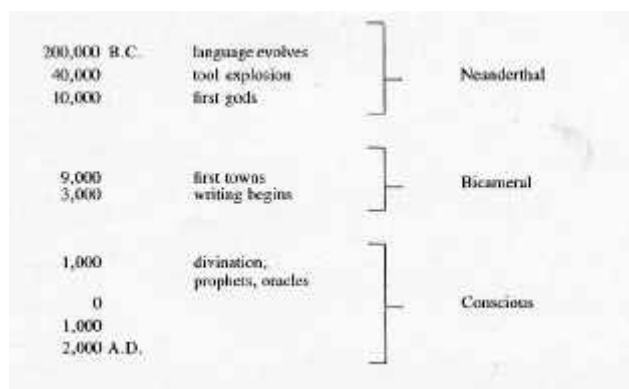 200,000 B.C. language evolves
40,000 tool explosion Neanderthal
10,000 first gods
9,000 first towns
3,000 writing begins Bicameral
1,000 divination,
prophets, oracles
0 Conscious
1,000
2,000 A.D.